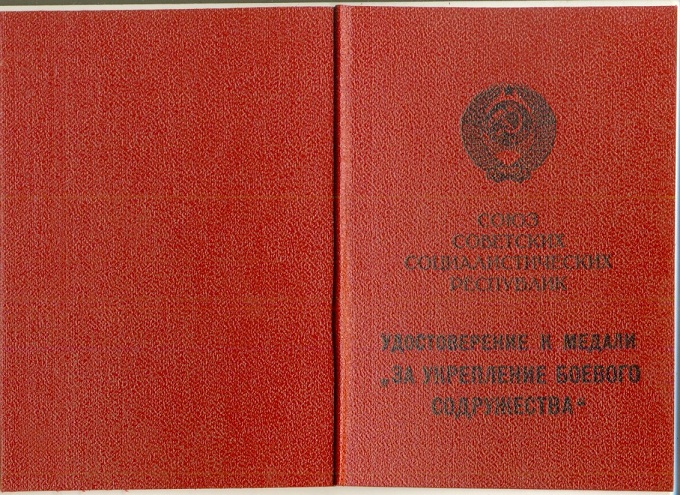 СОЮЗ
СОВЕТСКИХ
СОЦИАЛИСТИЧЕСКИХ
РЕСПУБЛИК
УДОСТОВЕРЕНИЕ К МЕДАЛИ
„ЗА УКРЕПЛЕНИЕ БОЕВОГО
СОДРУЖЕСТВА“